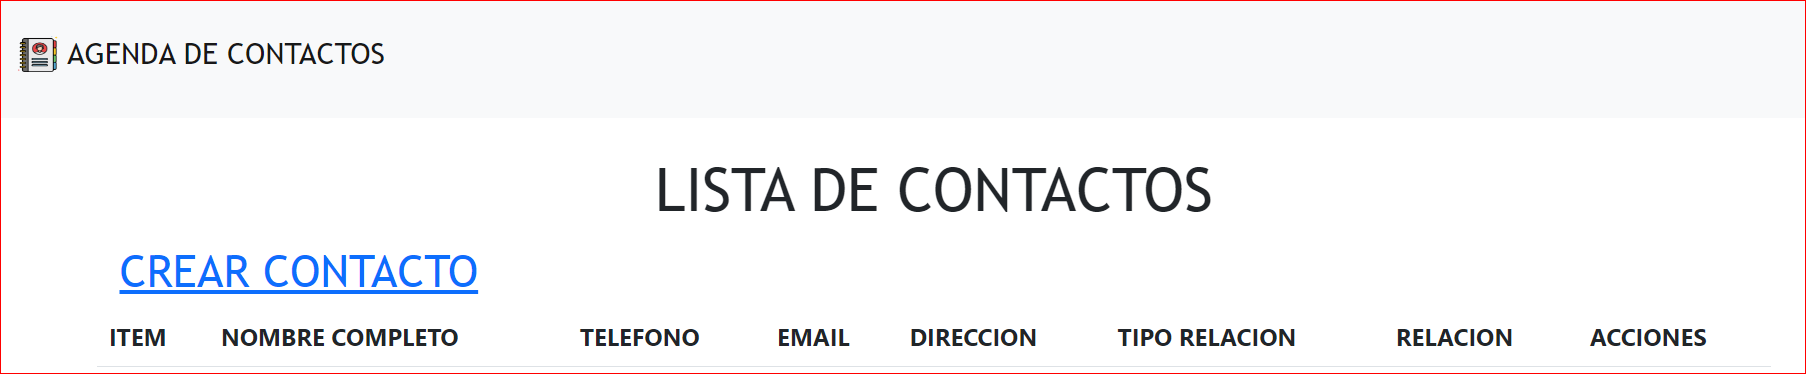 AGENDA DE CONTACTOS
LISTA DE CONTACTOS
CREAR CONTACTO
ITEM NOMBRE COMPLETO TELEFONO EMAIL DIRECCION TIPO RELACION RELACION ACCIONES